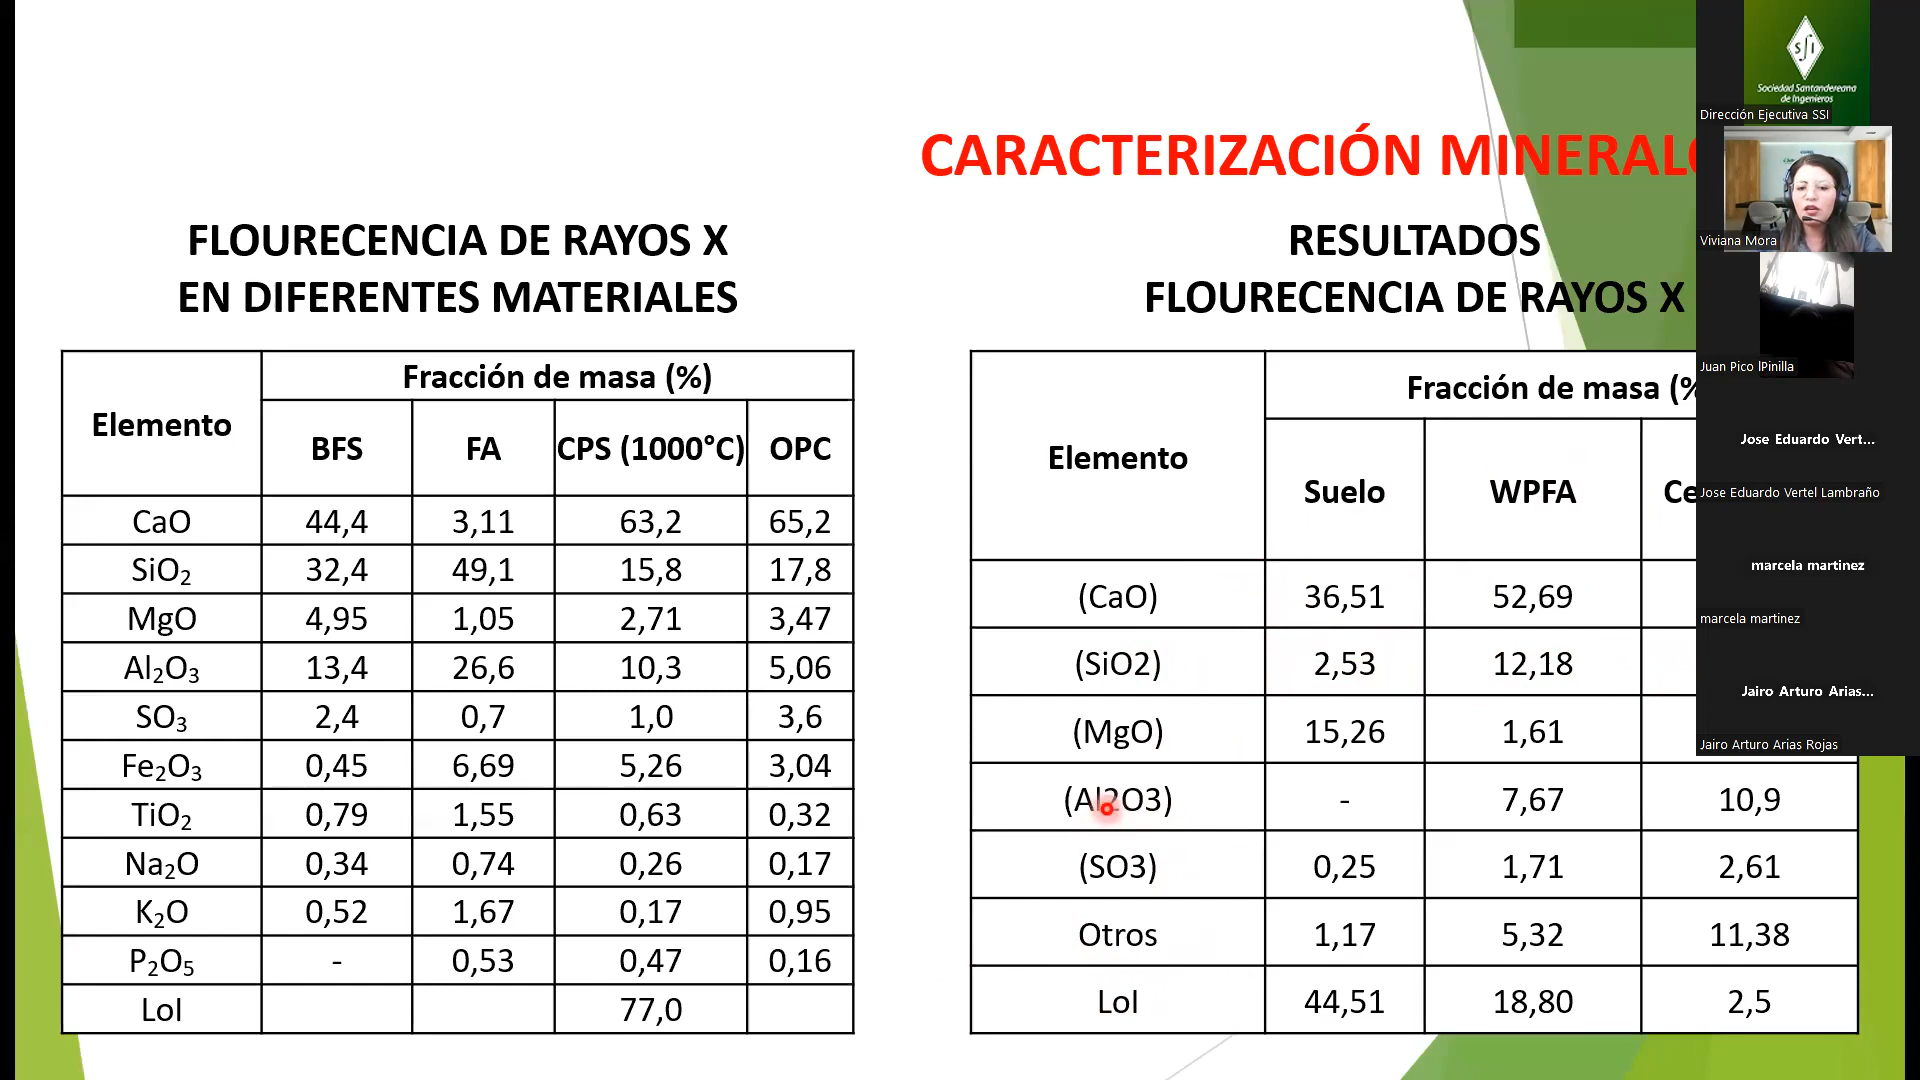 CARACTERIZACIÓN MINERAL
FLOURECENCIA DE RAYOS X
EN DIFERENTES MATERIALES
Elemento
Fracción de masa (%)
BFS FA CPS (1000°C) OPC
CaO 44,4 3,11 63,2 65,2
SiO₂ 32,4 49,1 15,8 17,8
MgO 4,95 1,05 2,71 3,47
Al₂O₃ 13,4 26,6 10,3 5,06
SO₃ 2,4 0,7 1,0 3,6
Fe₂O₃ 0,45 6,69 5,26 3,04
TiO₂ 0,79 1,55 0,63 0,32
Na₂O 0,34 0,74 0,26 0,17
K₂O 0,52 1,67 0,17 0,95
P₂O₅ - 0,53 0,47 0,16
LoI 77,0
RESULTADOS
FLOURECENCIA DE RAYOS X
Elemento
Fracción de masa (%
Suelo WPFA Ce
(CaO) 36,51 52,69
(SiO2) 2,53 12,18
(MgO) 15,26 1,61
(Al2O3) - 7,67 10,9
(SO3) 0,25 1,71 2,61
Otros 1,17 5,32 11,38
LoI 44,51 18,80 2,5
SSI
Sociedad Santandereana
de Ingenieros
Dirección Ejecutiva SSI
Viviana Mora
Juan Pico lPinilla
Jose Eduardo Vert...
Jose Eduardo Vertel Lambraño
marcela martinez
marcela martinez
Jairo Arturo Arias...
Jairo Arturo Arias Rojas